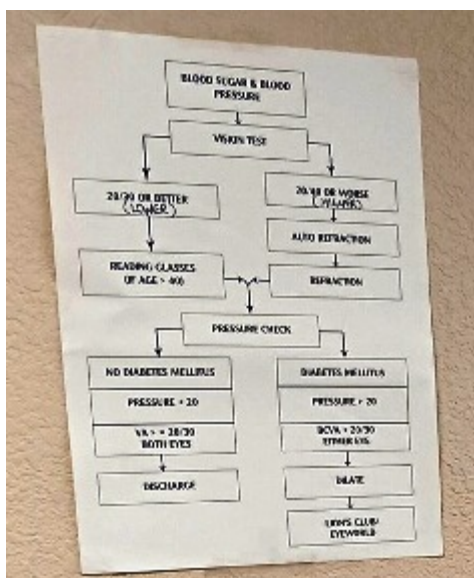 BLOOD SUGAR & BLOOD
PRESSURE
VISION TEST
20/30 OR BETTER
(LOWER)
20/40 OR WORSE
(HIGHER)
AUTO REFRACTION
READING GLASSES
(IF AGE > 40)
REFRACTION
PRESSURE CHECK
NO DIABETES MELLITUS
PRESSURE < 20
VA > = 20/30
BOTH EYES
DISCHARGE
DIABETES MELLITUS
PRESSURE > 20
BCVA < 20/30
EITHER EYE
DILATE
LION'S CLUB/
EYEWORLD